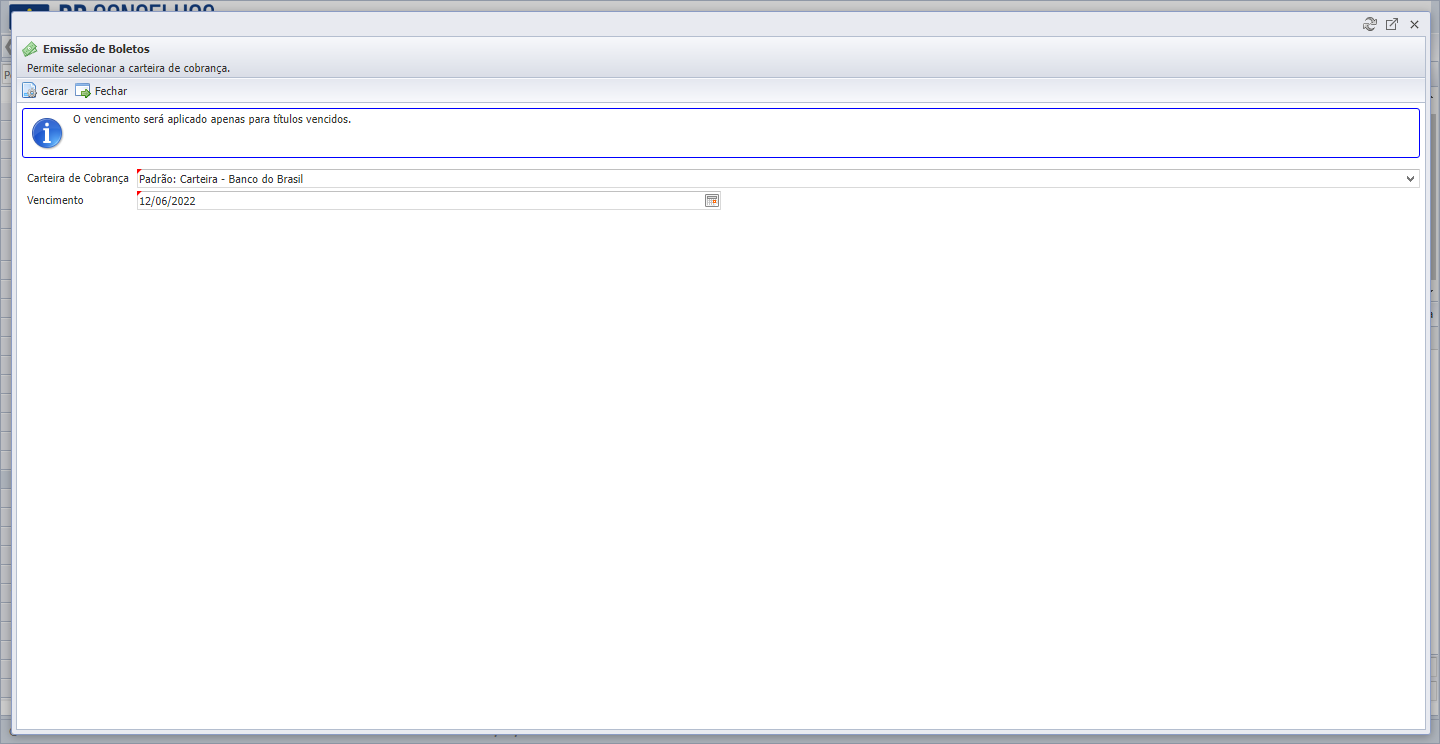 Emissão de Boletos
Permite selecionar a carteira de cobrança.
Gerar Fechar
O vencimento será aplicado apenas para títulos vencidos.
Carteira de Cobrança Padrão: Carteira - Banco do Brasil
Vencimento 12/06/2022